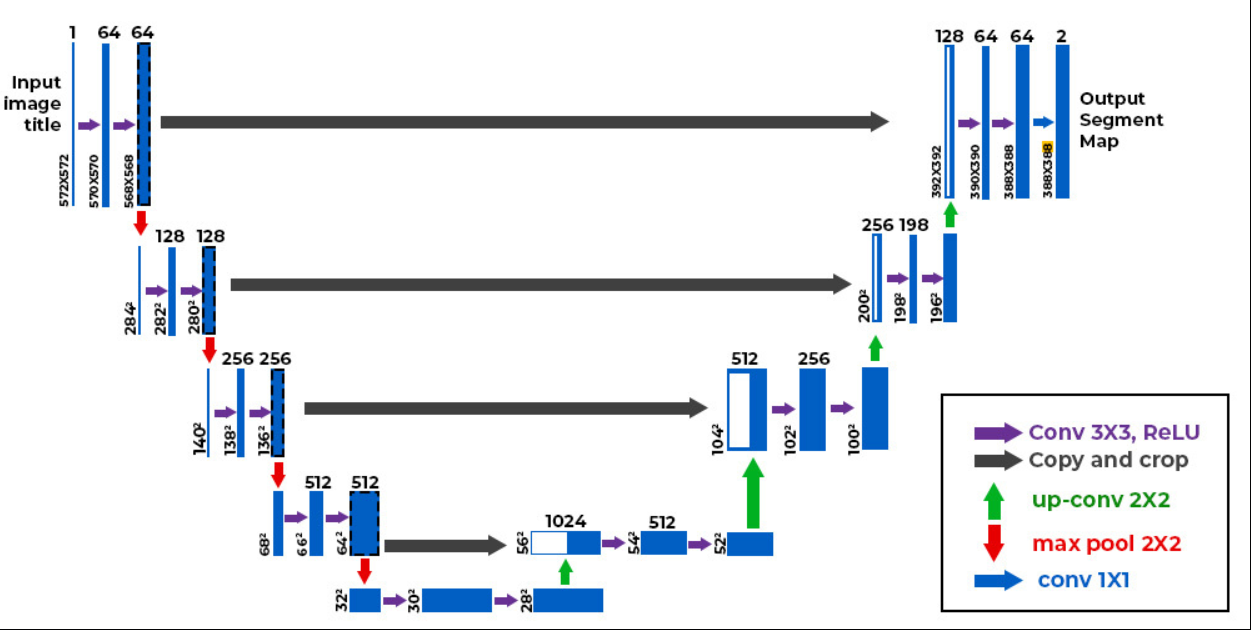 1 64 64
128 64 64 2
Input
image
title
572X572
570X570
568X568
392X392
390X390
388X388
388X388
Output
Segment
Map
128 128
284²
282²
280²
256 198
200²
198²
196²
256 256
140²
138²
136²
512 256
104²
102²
100²
512 512
68²
66²
64²
1024 512
56²
54²
52²
32²
30²
28²
Conv 3X3, ReLU
Copy and crop
up-conv 2X2
max pool 2X2
conv 1X1